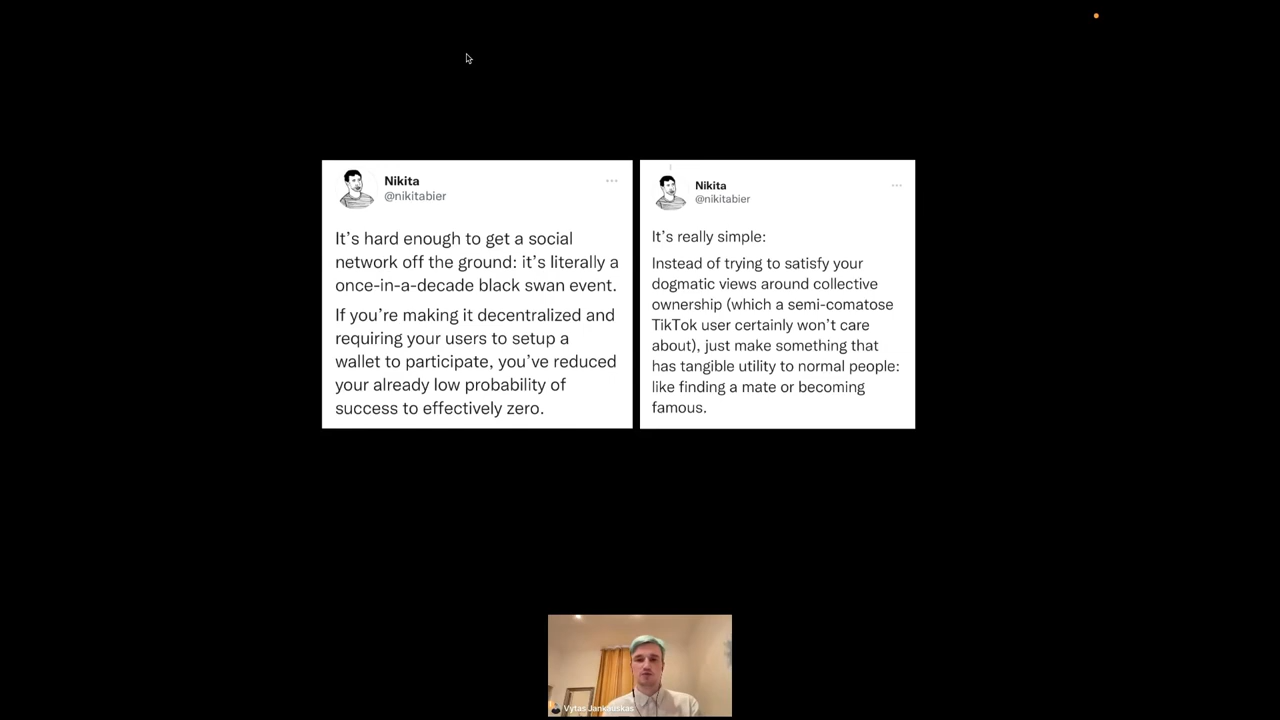 Nikita
@nikitabier
It's hard enough to get a social
network off the ground: it's literally a
once-in-a-decade black swan event.
If you're making it decentralized and
requiring your users to setup a
wallet to participate, you've reduced
your already low probability of
success to effectively zero.
Nikita
@nikitabier
It's really simple:
Instead of trying to satisfy your
dogmatic views around collective
ownership (which a semi-comatose
TikTok user certainly won't care
about), just make something that
has tangible utility to normal people:
like finding a mate or becoming
famous.
Vytas Jankauskas